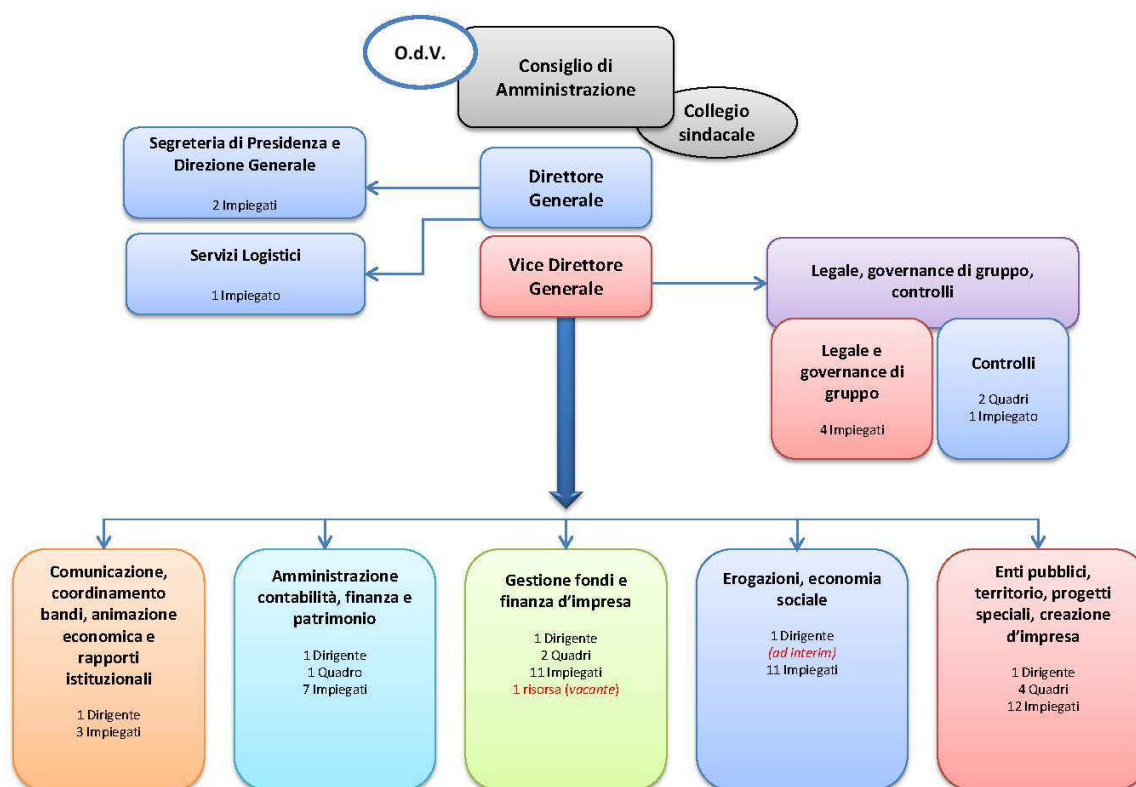 O.d.V.
Consiglio di
Amministrazione
Collegio
sindacale
Segreteria di Presidenza e
Direzione Generale
2 Impiegati
Direttore
Generale
Servizi Logistici
1 Impiegato
Vice Direttore
Generale
Legale, governance di gruppo,
controlli
Legale e
governance di
gruppo
4 Impiegati
Controlli
2 Quadri
1 Impiegato
Comunicazione,
coordinamento
bandi, animazione
economica e
rapporti
istituzionali
1 Dirigente
3 Impiegati
Amministrazione
contabilità, finanza e
patrimonio
1 Dirigente
1 Quadro
7 Impiegati
Gestione fondi e
finanza d’impresa
1 Dirigente
2 Quadri
11 Impiegati
1 risorsa (vacante)
Erogazioni, economia
sociale
1 Dirigente
(ad interim)
11 Impiegati
Enti pubblici,
territorio, progetti
speciali, creazione
d’impresa
1 Dirigente
4 Quadri
12 Impiegati